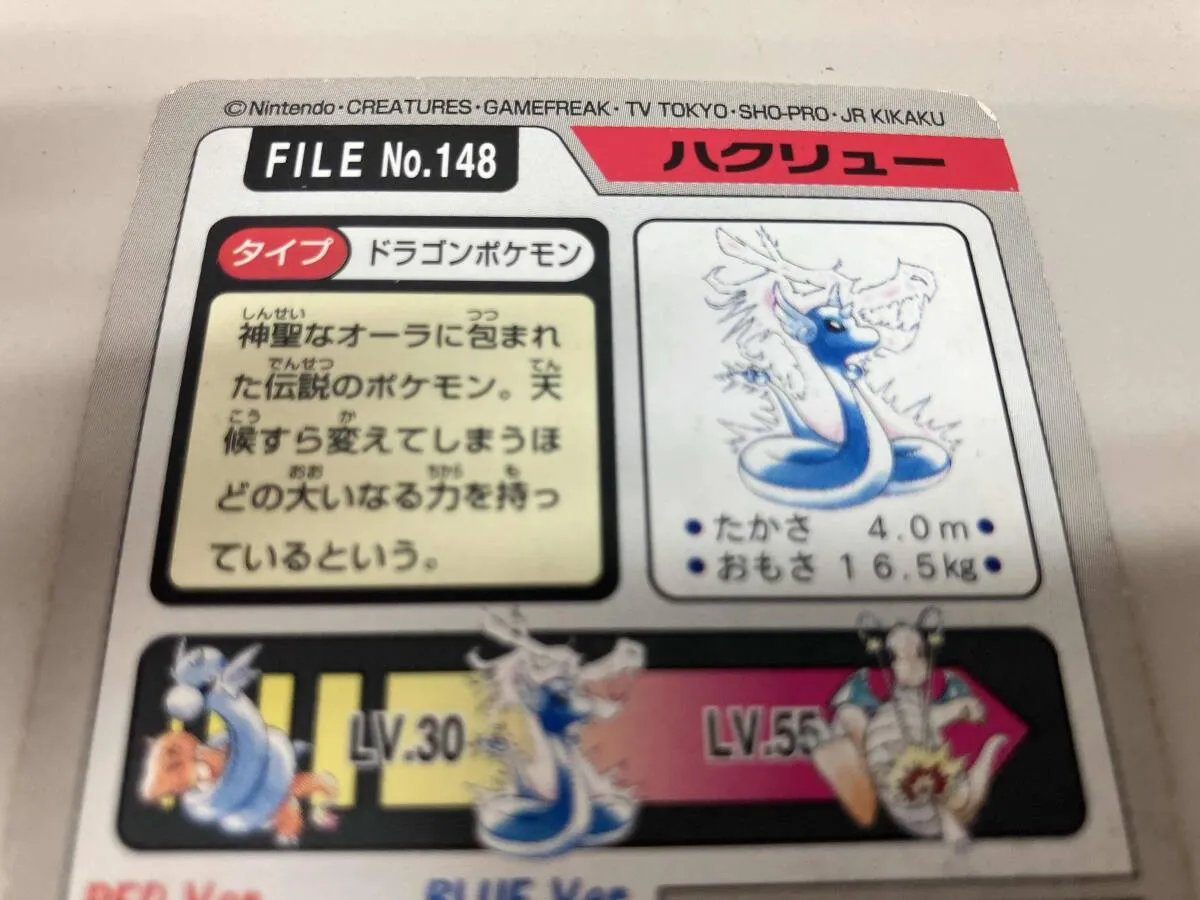 ©Nintendo・CREATURES・GAMEFREAK・TV TOKYO・SHO-PRO・JR KIKAKU
FILE No.148
ハクリュー
タイプ ドラゴンポケモン
しんせい つつ
神聖なオーラに包まれ
でんせつ てん
た伝説のポケモン。天
こう か
候すら変えてしまうほ
おお ちから も
どの大いなる力を持っ
ているという。
●たかさ 4.0m●
●おもさ 16.5kg●
LV.30
LV.55
RED Ver
BLUE Ver